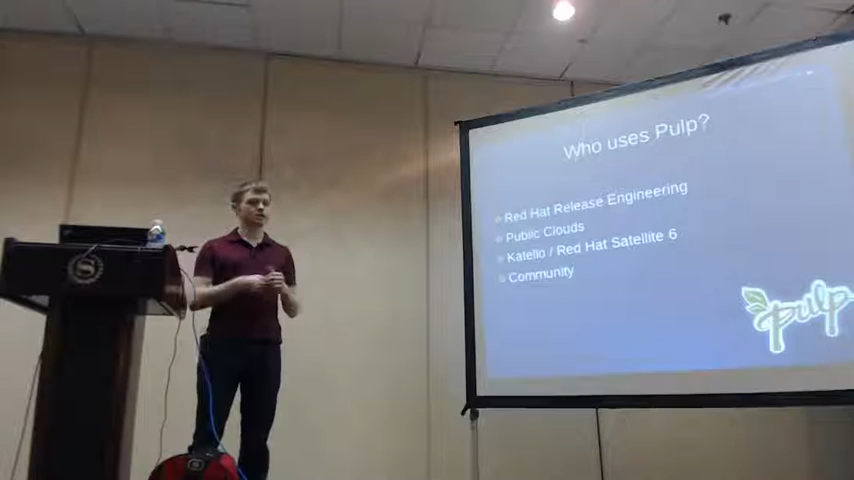 Who uses Pulp?
Red Hat Release Engineering
Public Clouds
Katello / Red Hat Satellite 6
Community
pulp
S